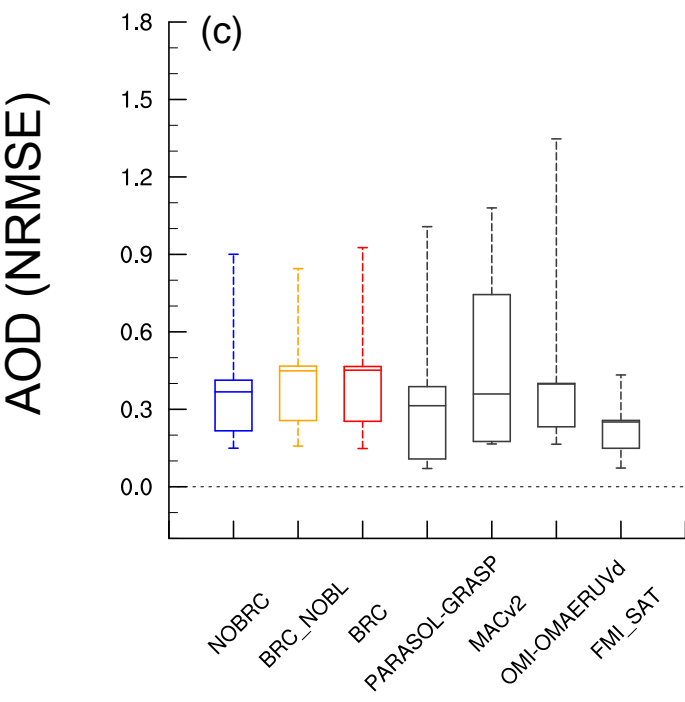 (c)
AOD (NRMSE)
1.8
1.5
1.2
0.9
0.6
0.3
0.0
NOBRC
BRC_NOBL
BRC
PARASOL-GRASP
MACv2
OMI-OMAERUVd
FMI_SAT